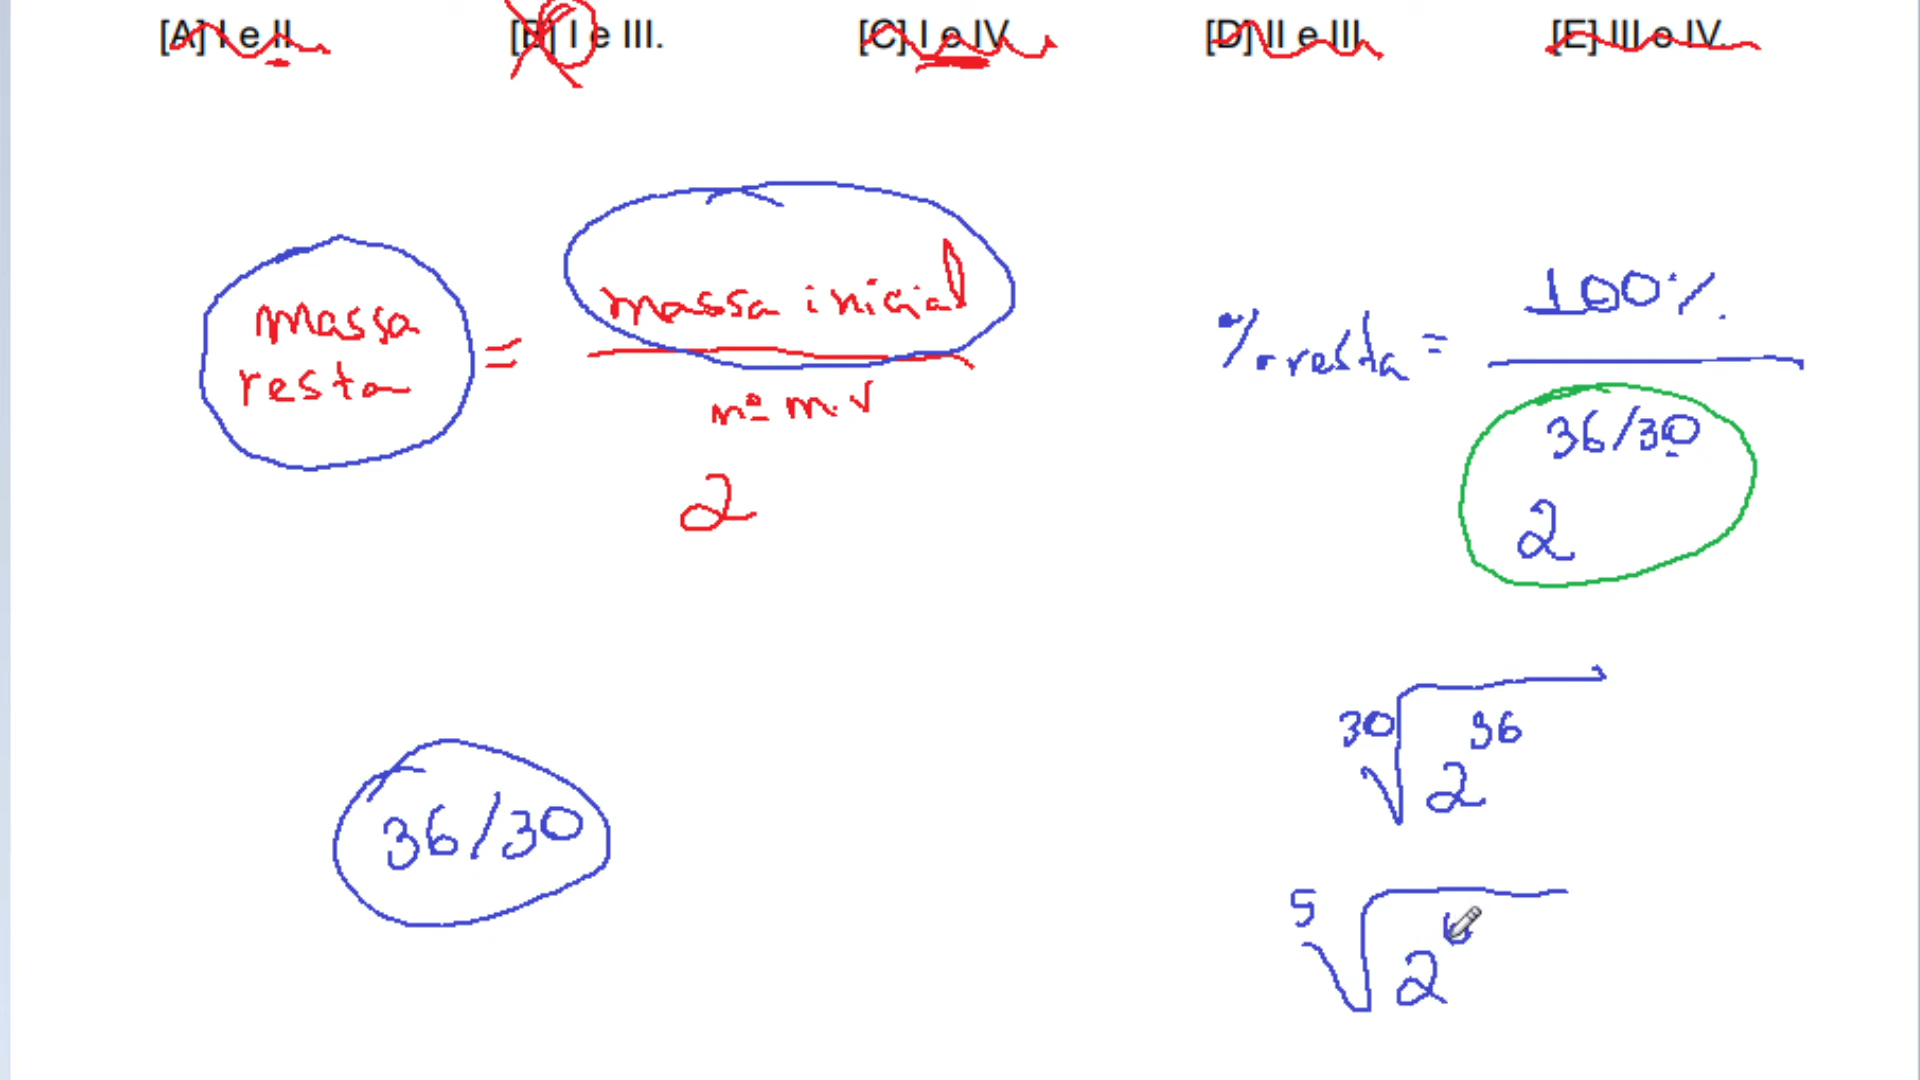 [A] I e II. [B] I e III. [C] I e IV. [D] II e III. [E] III e IV.
massa
resta = massa inicial
nº m.v
2
% resta = 100%
36/30
2
30√ 2 36
36/30
5√ 2 6